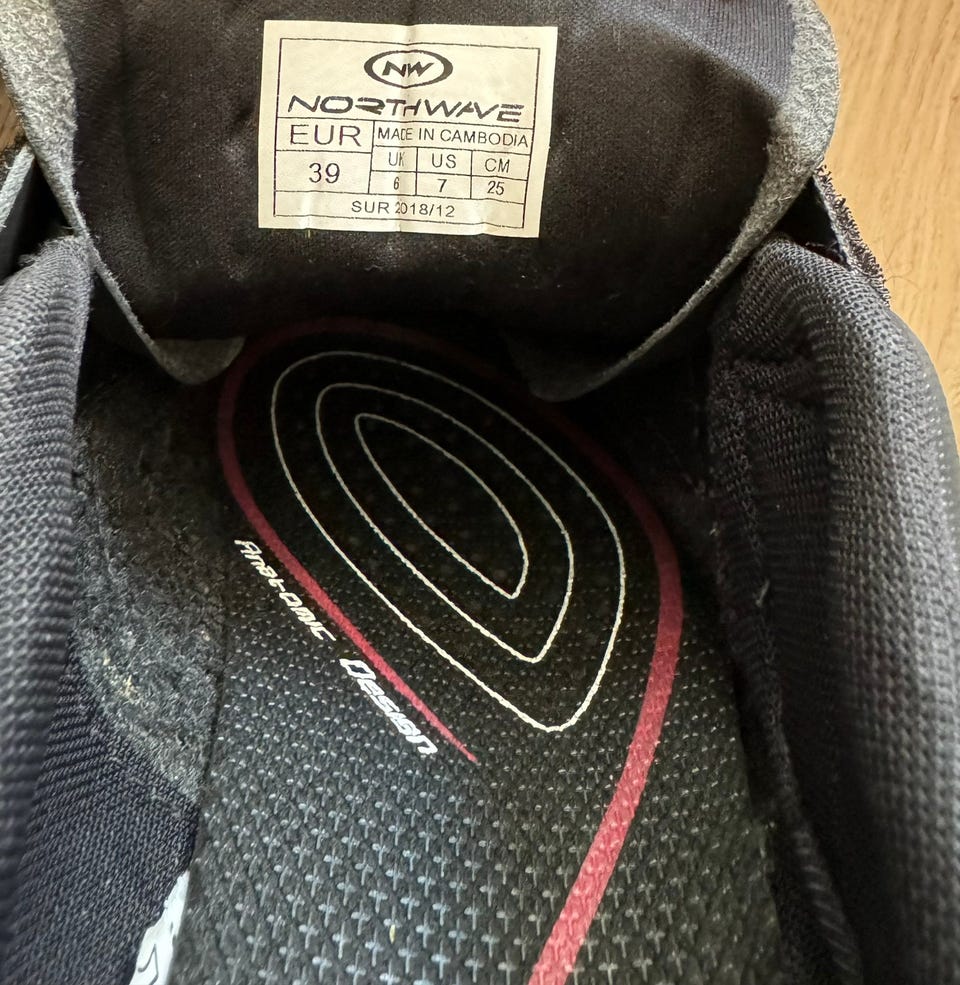 NW
NORTHWAVE
EUR MADE IN CAMBODIA
39 UK US CM
6 7 25
SUR 2018/12
Anatomic Design